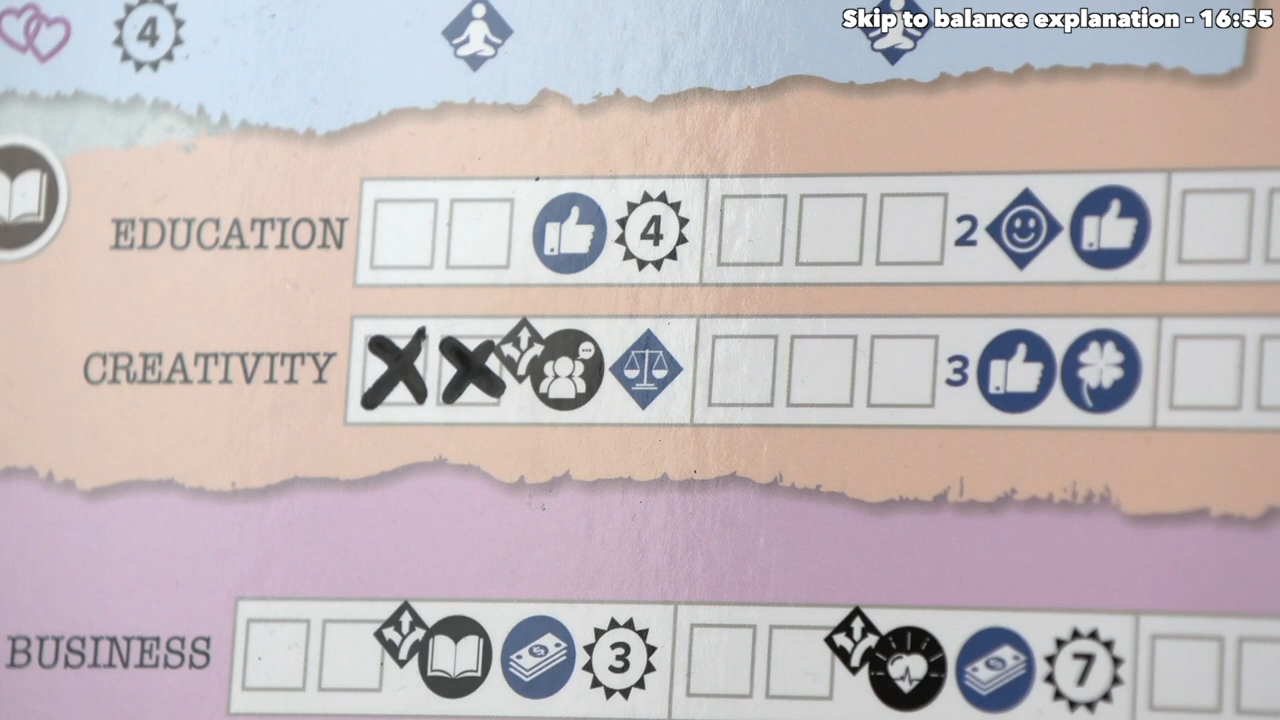 Skip to balance explanation - 16:55
4
EDUCATION 4 2
CREATIVITY 3
BUSINESS 3 7